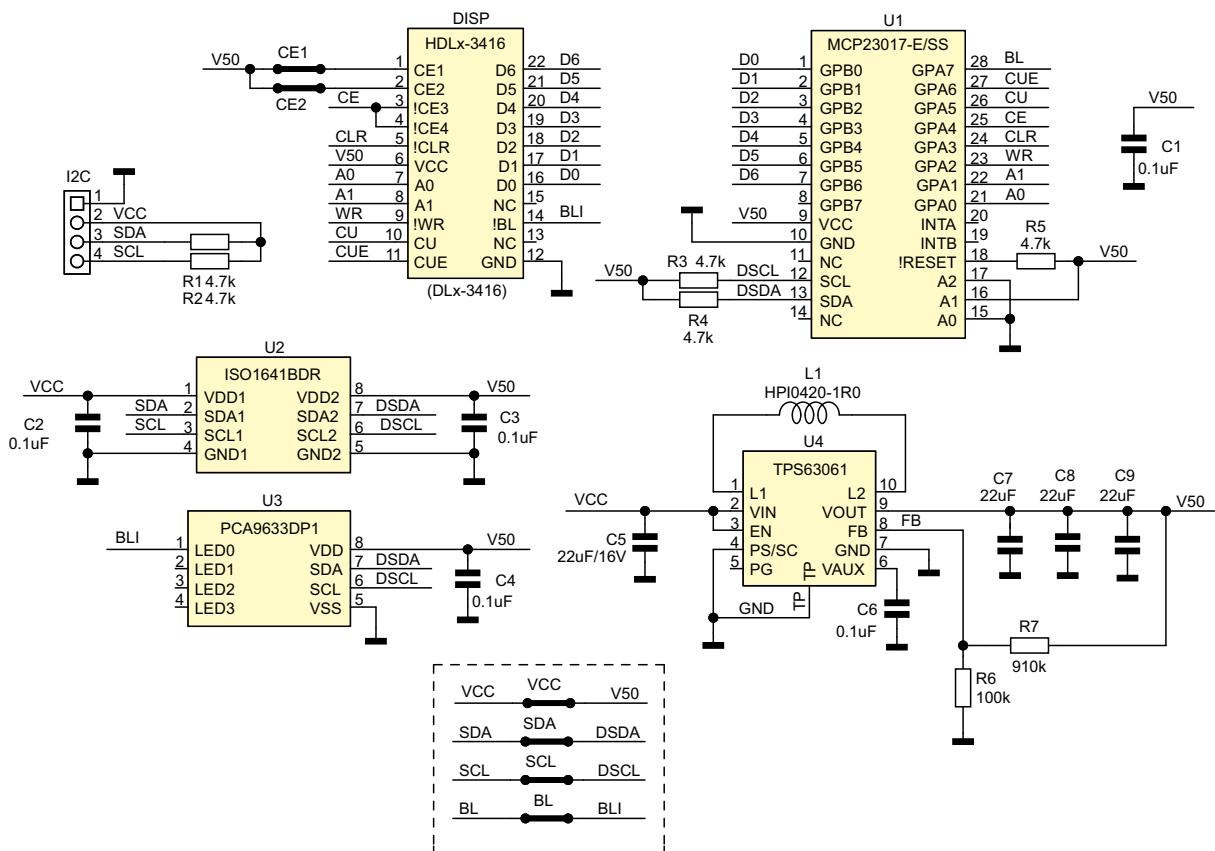 DISP
HDLx-3416
V50
CE1
CE2
CE
CLR
V50
A0
A1
WR
CU
CUE
1 CE1
2 CE2
3 !CE3
4 !CE4
5 !CLR
6 VCC
7 A0
8 A1
9 !WR
10 CU
11 CUE
D6 22 D6
D5 21 D5
D4 20 D4
D3 19 D3
D2 18 D2
D1 17 D1
D0 16 D0
NC 15
!BL 14 BLI
NC 13
GND 12
(DLx-3416)
I2C
1
2 VCC
3 SDA
4 SCL
R1 4.7k
R2 4.7k
U1
MCP23017-E/SS
D0 1 GPB0
D1 2 GPB1
D2 3 GPB2
D3 4 GPB3
D4 5 GPB4
D5 6 GPB5
D6 7 GPB6
8 GPB7
V50 9 VCC
10 GND
11 NC
DSCL 12 SCL
DSDA 13 SDA
14 NC
GPA7 28 BL
GPA6 27 CUE
GPA5 26 CU
GPA4 25 CE
GPA3 24 CLR
GPA2 23 WR
GPA1 22 A1
GPA0 21 A0
INTA 20
INTB 19
!RESET 18
A2 17
A1 16
A0 15
V50
R3 4.7k
R4
4.7k
R5
4.7k
V50
V50
C1
0.1uF
U2
ISO1641BDR
VCC
C2
0.1uF
1 VDD1
SDA 2 SDA1
SCL 3 SCL1
4 GND1
VDD2 8 V50
SDA2 7 DSDA
SCL2 6 DSCL
GND2 5
C3
0.1uF
U3
PCA9633DP1
BLI 1 LED0
2 LED1
3 LED2
4 LED3
VDD 8 V50
SDA 7 DSDA
SCL 6 DSCL
VSS 5
C4
0.1uF
L1
HPI0420-1R0
U4
TPS63061
VCC
C5
22uF/16V
1 L1
2 VIN
3 EN
4 PS/SC
5 PG
L2 10
VOUT 9
FB 8 FB
GND 7
VAUX 6
TP
TP
GND
C6
0.1uF
C7
22uF
C8
22uF
C9
22uF
V50
R7
910k
R6
100k
VCC VCC V50
SDA SDA DSDA
SCL SCL DSCL
BL BL BLI